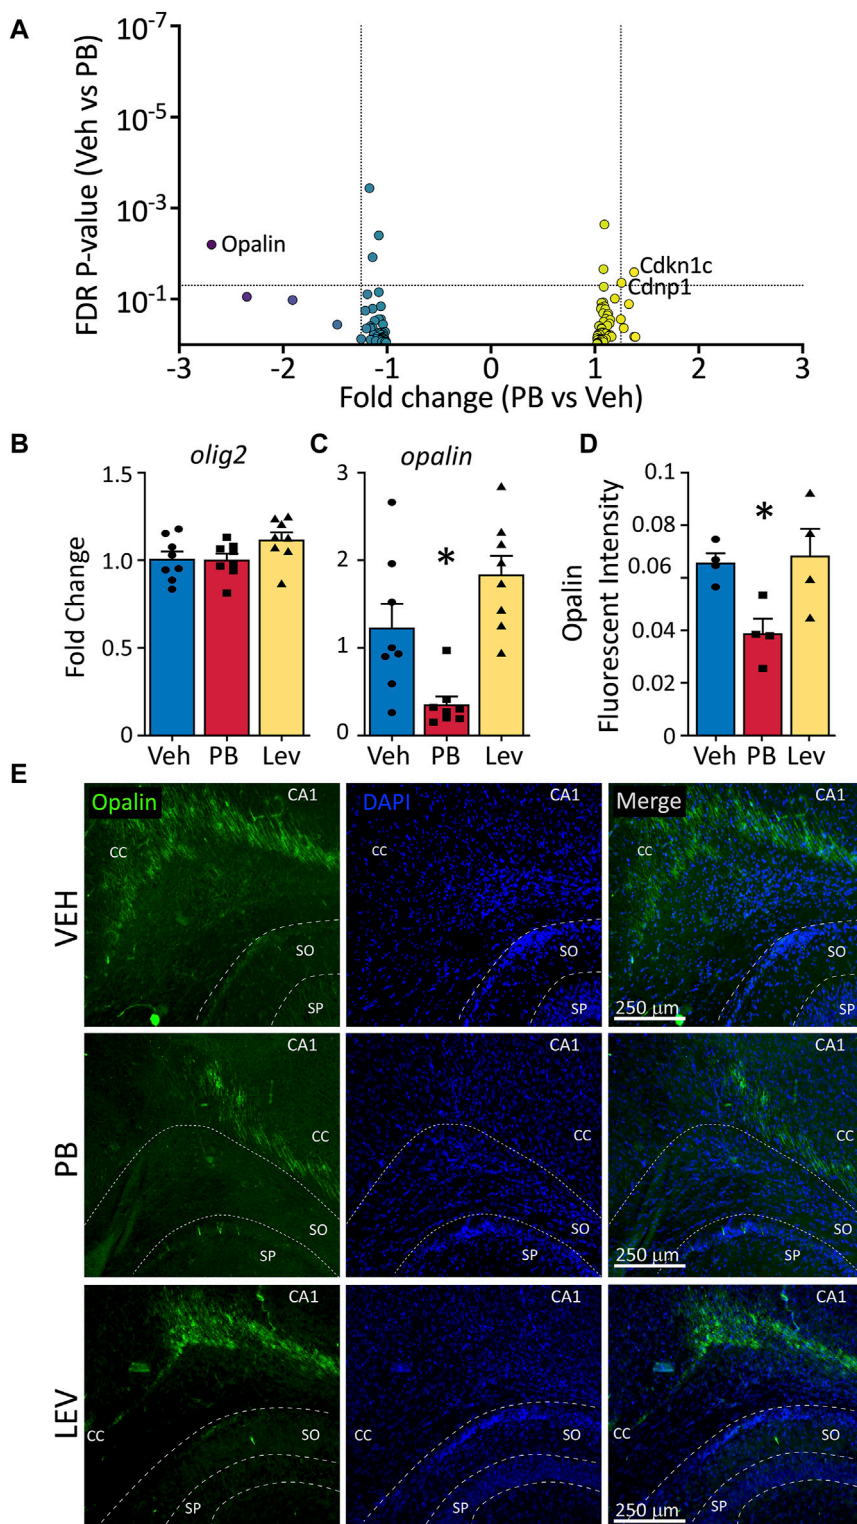 A
FDR P-value (Veh vs PB)
10-7
10-5
10-3
10-1
Opalin
Cdkn1c
Cdnp1
-3
-2
-1
0
1
2
3
Fold change (PB vs Veh)
B
olig2
Fold Change
1.5
1.0
0.5
0
Veh
PB
Lev
C
opalin
3
2
1
0
*
Veh
PB
Lev
D
Opalin
Fluorescent Intensity
0.1
0.08
0.06
0.04
0.02
0
*
Veh
PB
Lev
E
VEH
Opalin
CA1
CC
SO
SP
DAPI
CA1
CC
SO
SP
Merge
CA1
CC
SO
SP
250 µm
PB
CA1
CC
SO
SP
CA1
CC
SO
SP
CA1
CC
SO
SP
250 µm
LEV
CA1
CC
SO
SP
CA1
CC
SO
SP
CA1
CC
SO
SP
250 µm